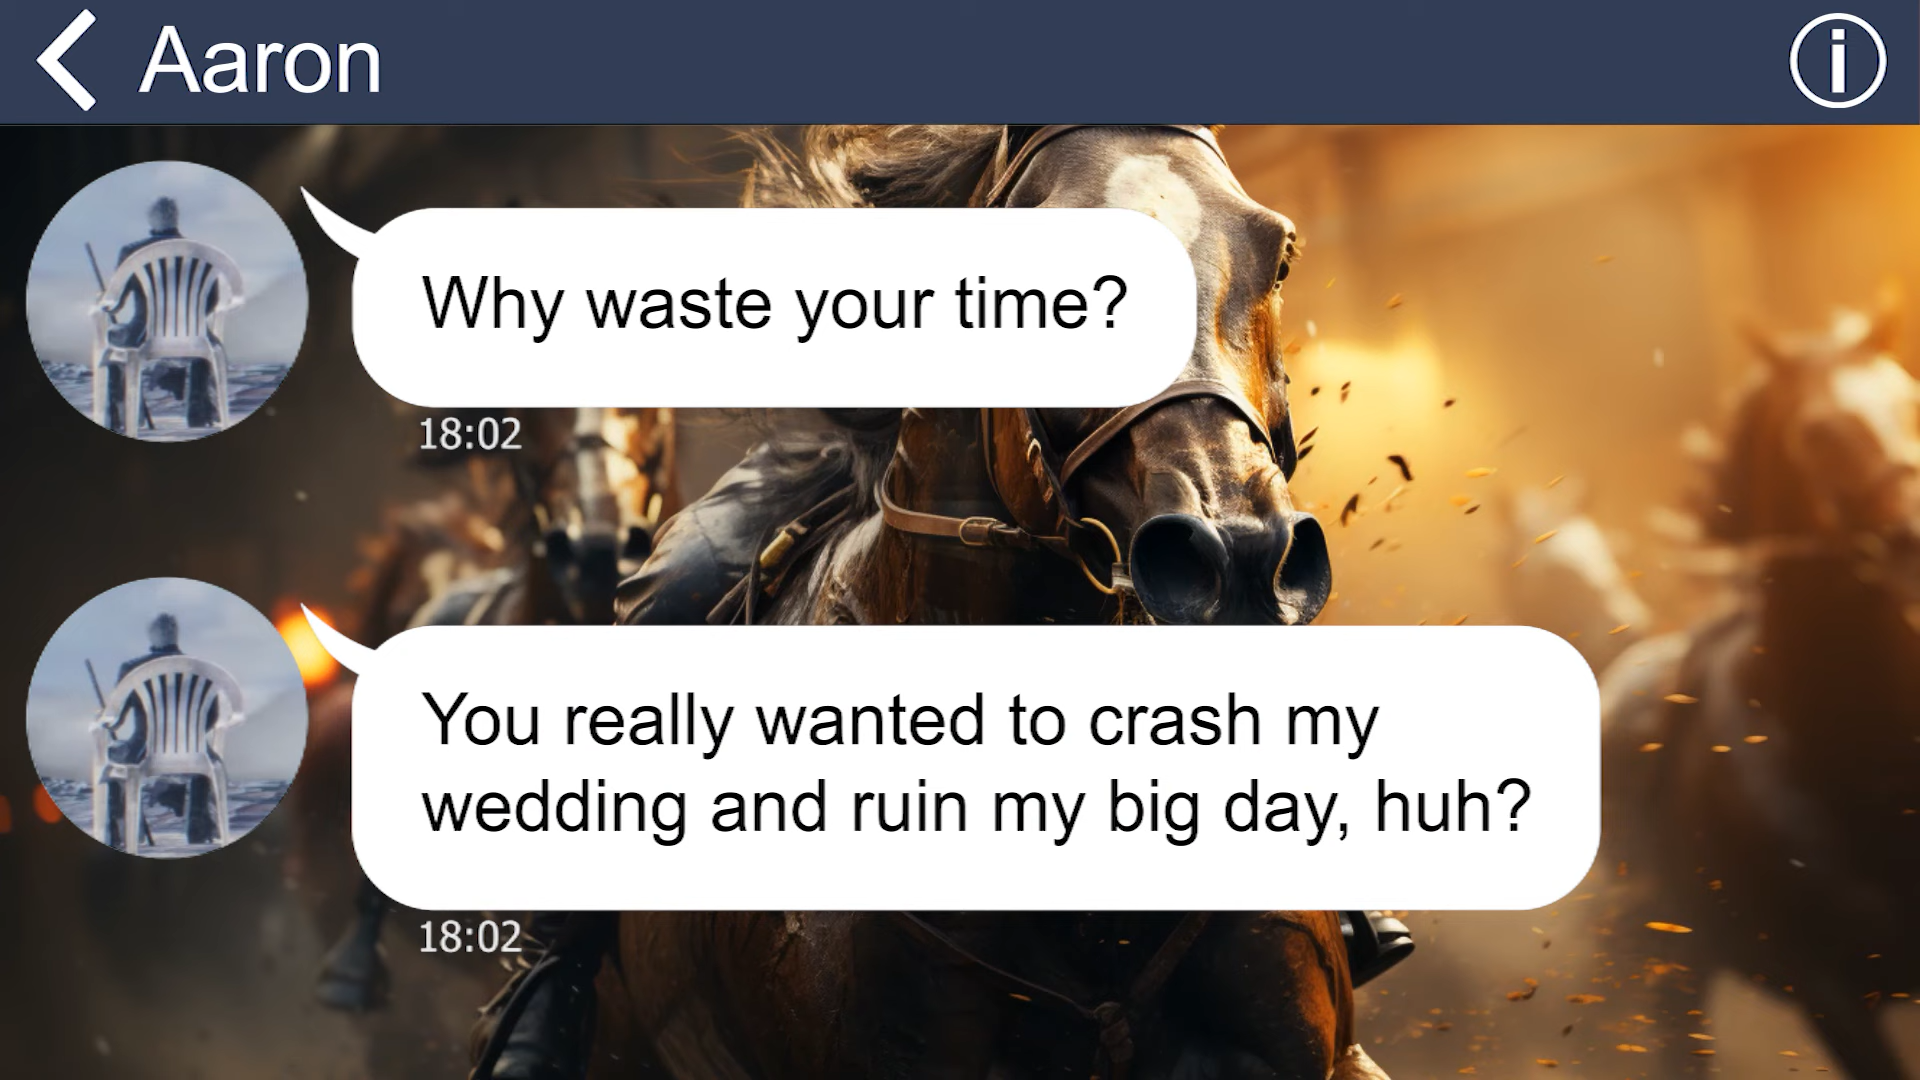 Aaron
Why waste your time?
18:02
You really wanted to crash my
wedding and ruin my big day, huh?
18:02